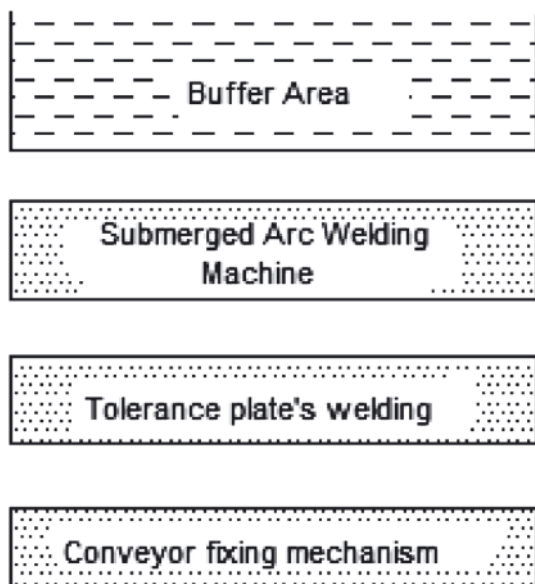 Buffer Area
Submerged Arc Welding
Machine
Tolerance plate's welding
Conveyor fixing mechanism